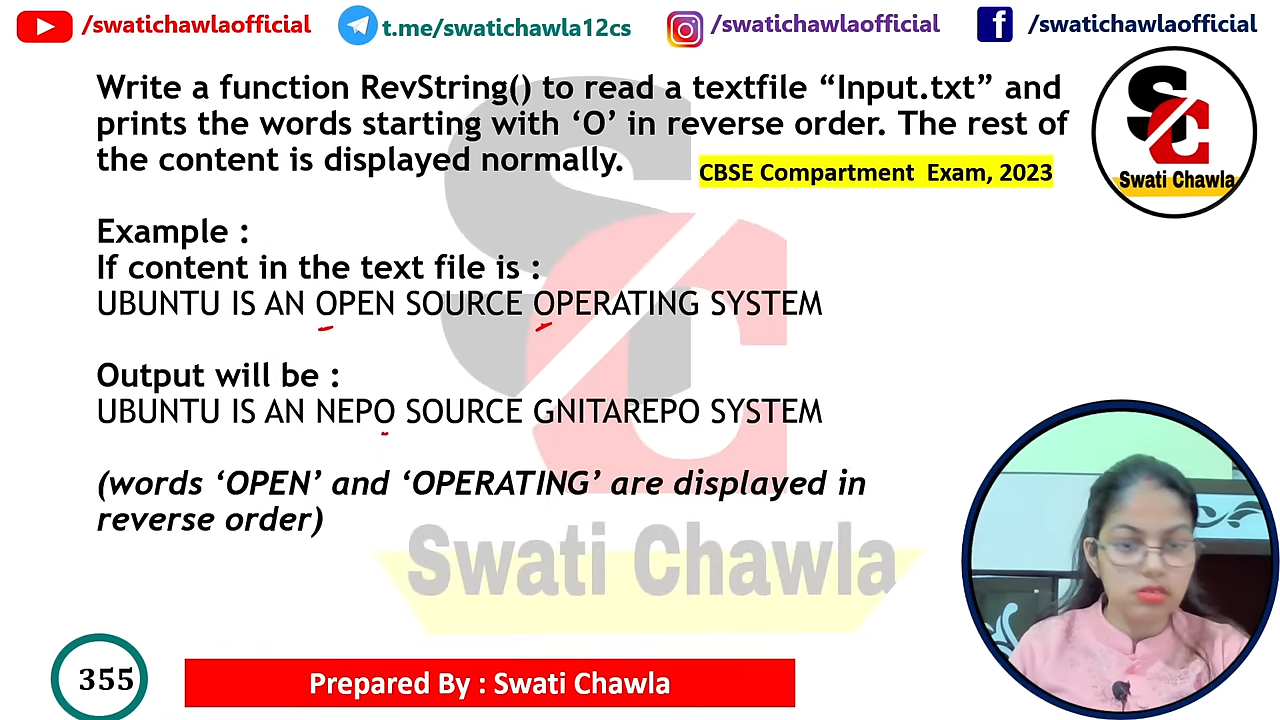 /swatichawlaofficial
t.me/swatichawla12cs
/swatichawlaofficial
/swatichawlaofficial
Write a function RevString() to read a textfile “Input.txt” and
prints the words starting with ‘O’ in reverse order. The rest of
the content is displayed normally.
CBSE Compartment Exam, 2023
SC
Swati Chawla
Example :
If content in the text file is :
UBUNTU IS AN OPEN SOURCE OPERATING SYSTEM
Output will be :
UBUNTU IS AN NEPO SOURCE GNITAREPO SYSTEM
(words ‘OPEN’ and ‘OPERATING’ are displayed in
reverse order)
SC
Swati Chawla
355
Prepared By : Swati Chawla